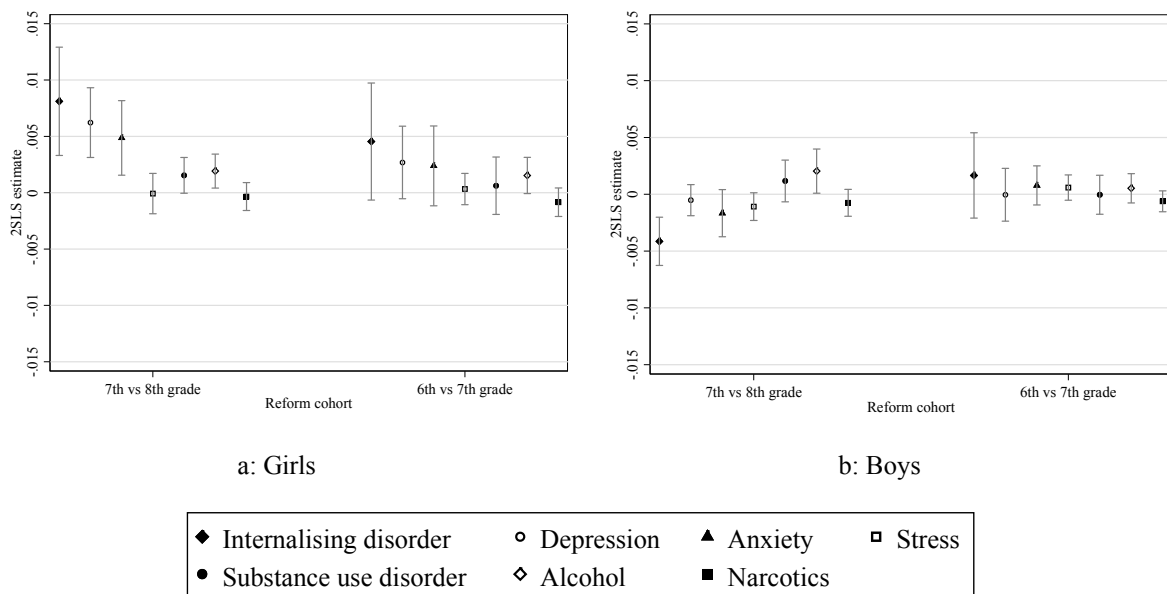 .015
.01
.005
0
-.005
-.01
-.015
2SLS estimate
7th vs 8th grade
6th vs 7th grade
Reform cohort
a: Girls
.015
.01
.005
0
-.005
-.01
-.015
2SLS estimate
7th vs 8th grade
6th vs 7th grade
Reform cohort
b: Boys
Internalising disorder Depression Anxiety Stress
Substance use disorder Alcohol Narcotics